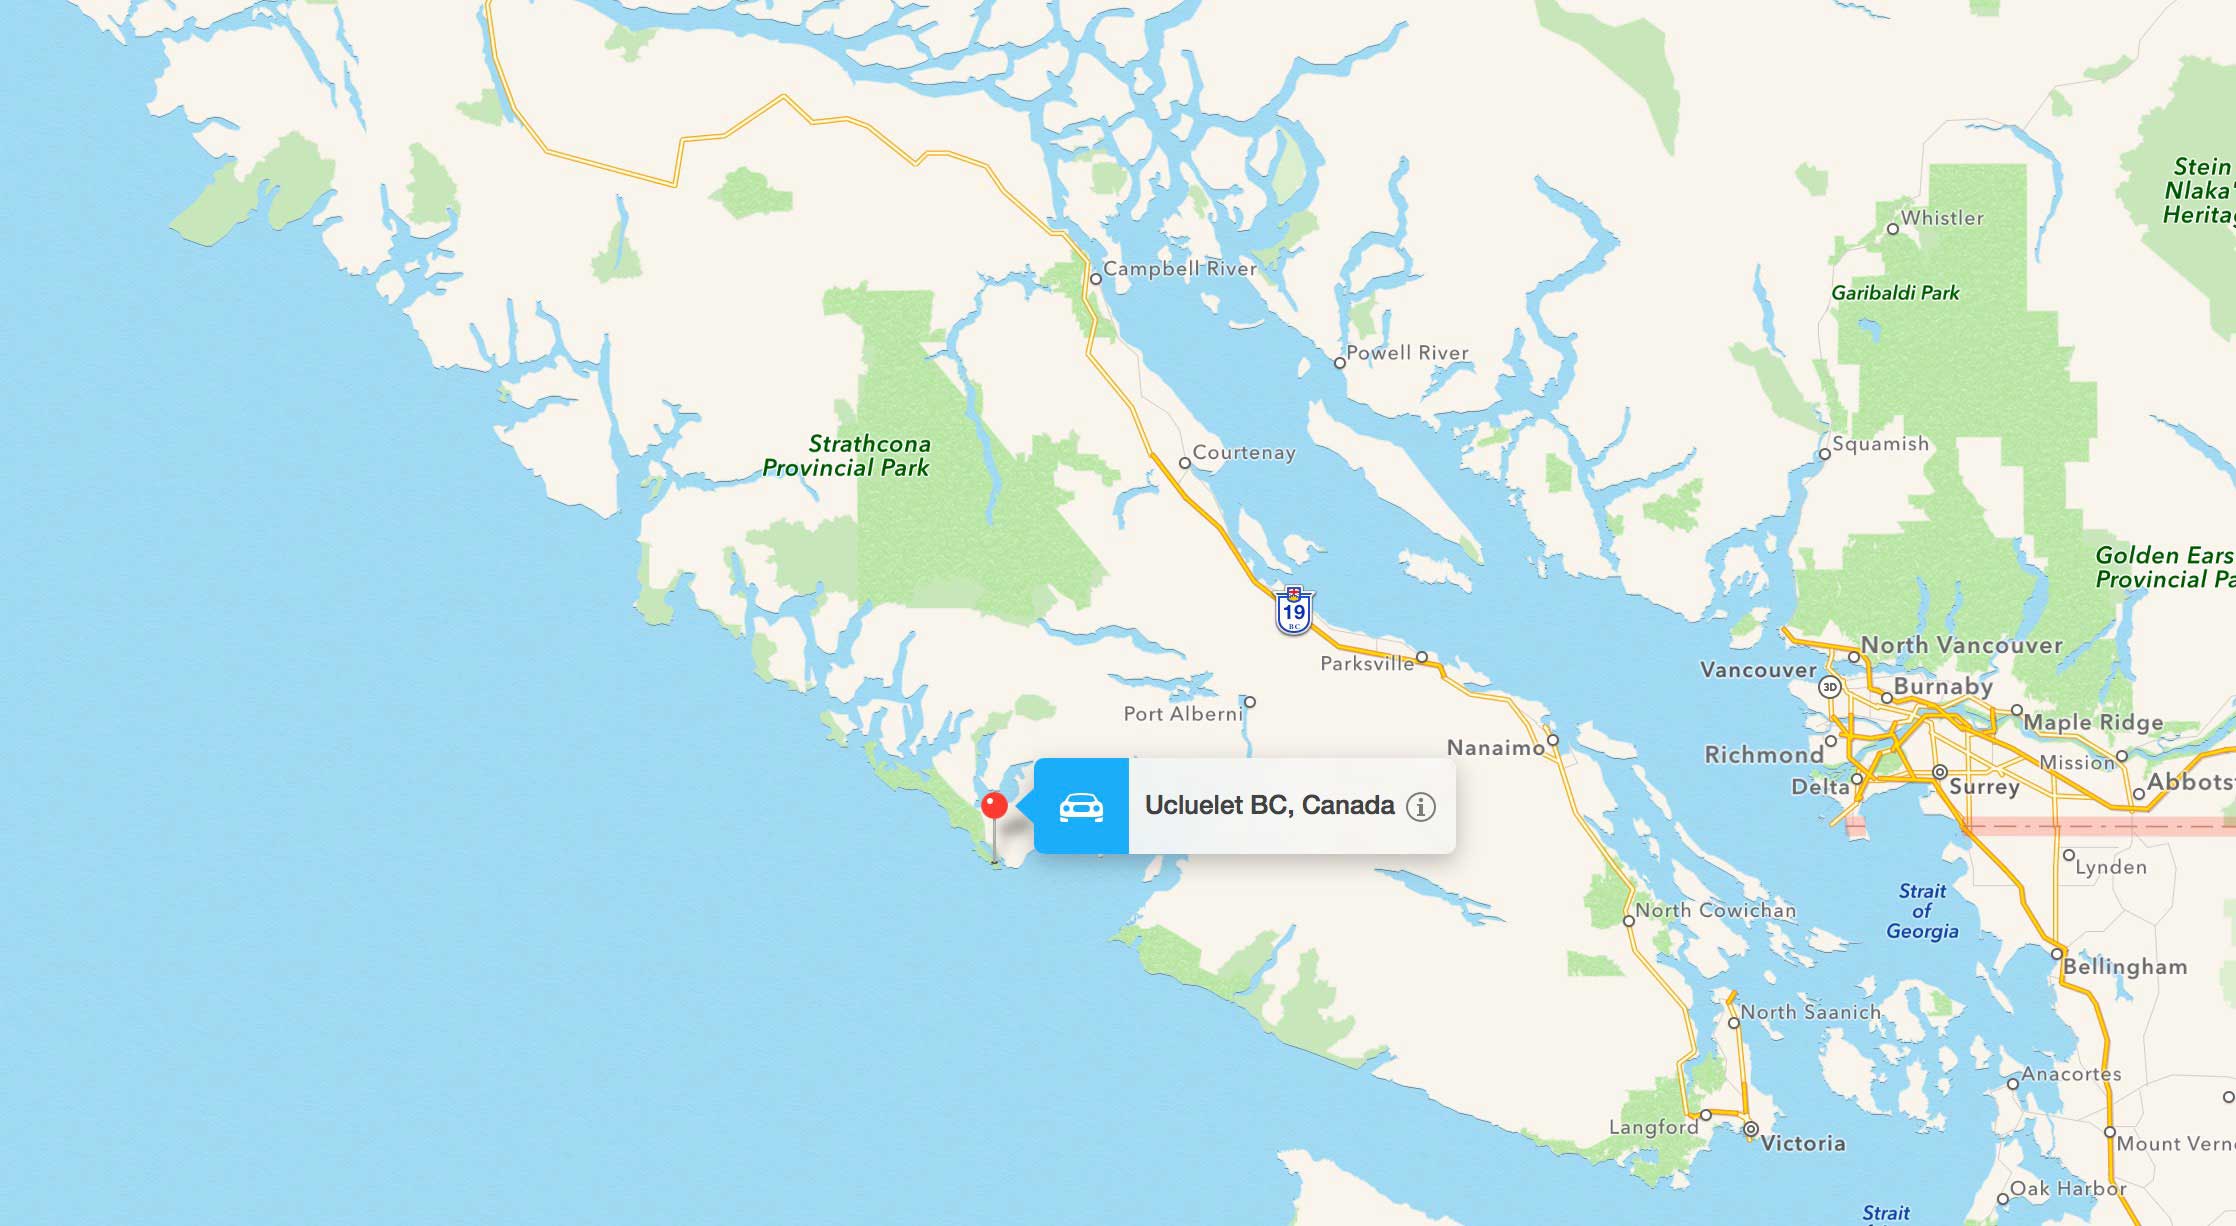 Whistler
Stein
Nlaka'
Herita
Campbell River
Garibaldi Park
Powell River
Strathcona
Provincial Park
Courtenay
Squamish
Golden Ears
Provincial Pa
19
BC
Parksville
North Vancouver
Vancouver
3D
Burnaby
Port Alberni
Maple Ridge
Nanaimo
Richmond
Mission
Delta
Surrey
Abbots
Ucluelet BC, Canada
Lynden
Strait
of
Georgia
North Cowichan
Bellingham
North Saanich
Anacortes
Langford
Victoria
Mount Vern
Oak Harbor
Strait